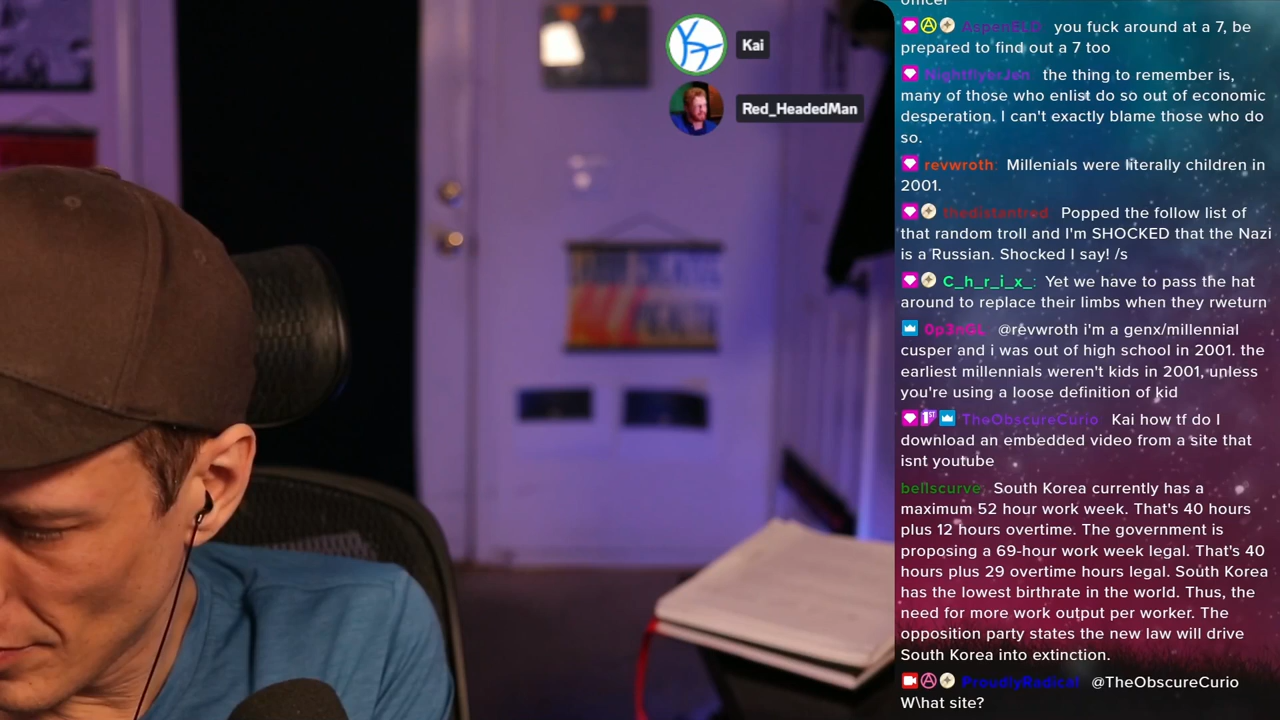 officer
AspenELD you fuck around at a 7, be
prepared to find out a 7 too
NightflyerJen the thing to remember is,
many of those who enlist do so out of economic
desperation. I can't exactly blame those who do
so.
revwroth: Millenials were literally children in
2001.
thedistantred Popped the follow list of
that random troll and I'm SHOCKED that the Nazi
is a Russian. Shocked I say! /s
C_h_r_i_x_: Yet we have to pass the hat
around to replace their limbs when they rweturn
0p3nGL @revwroth i'm a genx/millennial
cusper and i was out of high school in 2001. the
earliest millennials weren't kids in 2001, unless
you're using a loose definition of kid
TheObscureCurio Kai how tf do I
download an embedded video from a site that
isnt youtube
bellscurve: South Korea currently has a
maximum 52 hour work week. That's 40 hours
plus 12 hours overtime. The government is
proposing a 69-hour work week legal. That's 40
hours plus 29 overtime hours legal. South Korea
has the lowest birthrate in the world. Thus, the
need for more work output per worker. The
opposition party states the new law will drive
South Korea into extinction.
ProudlyRadical @TheObscureCurio
W\hat site?
Kai
Red_HeadedMan